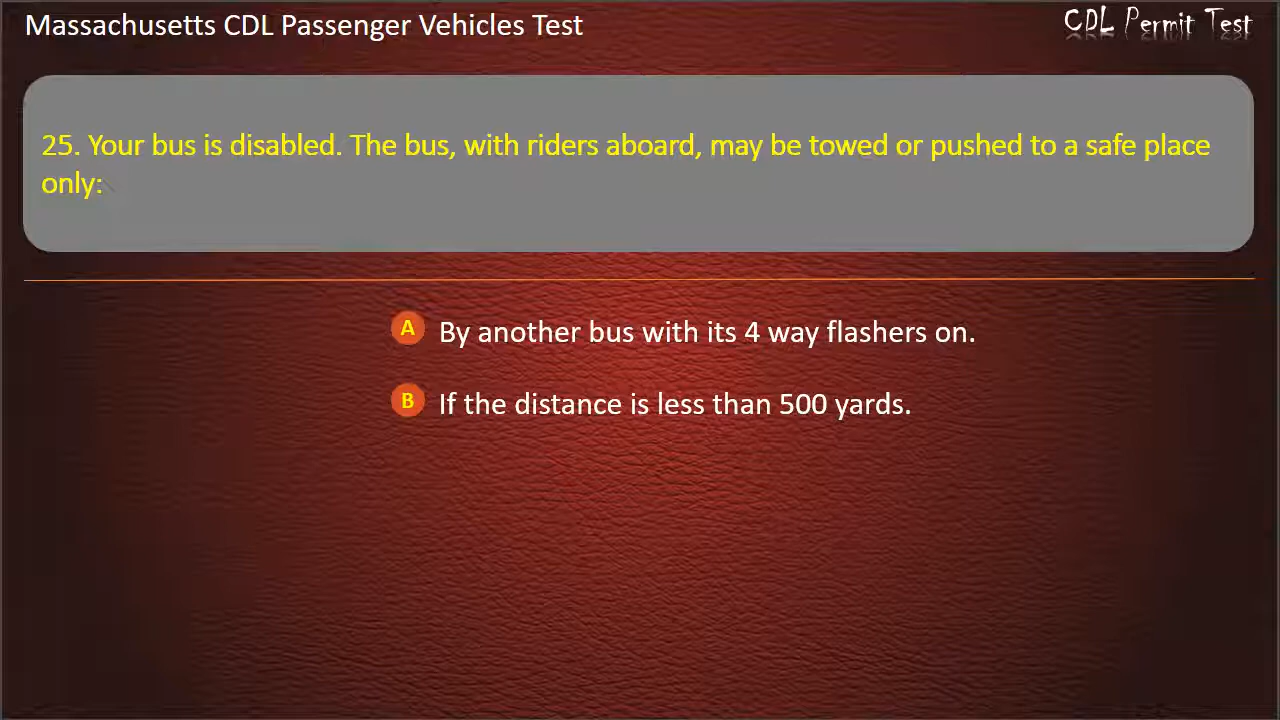 Massachusetts CDL Passenger Vehicles Test
CDL Permit Test
25. Your bus is disabled. The bus, with riders aboard, may be towed or pushed to a safe place
only:
A By another bus with its 4 way flashers on.
B If the distance is less than 500 yards.